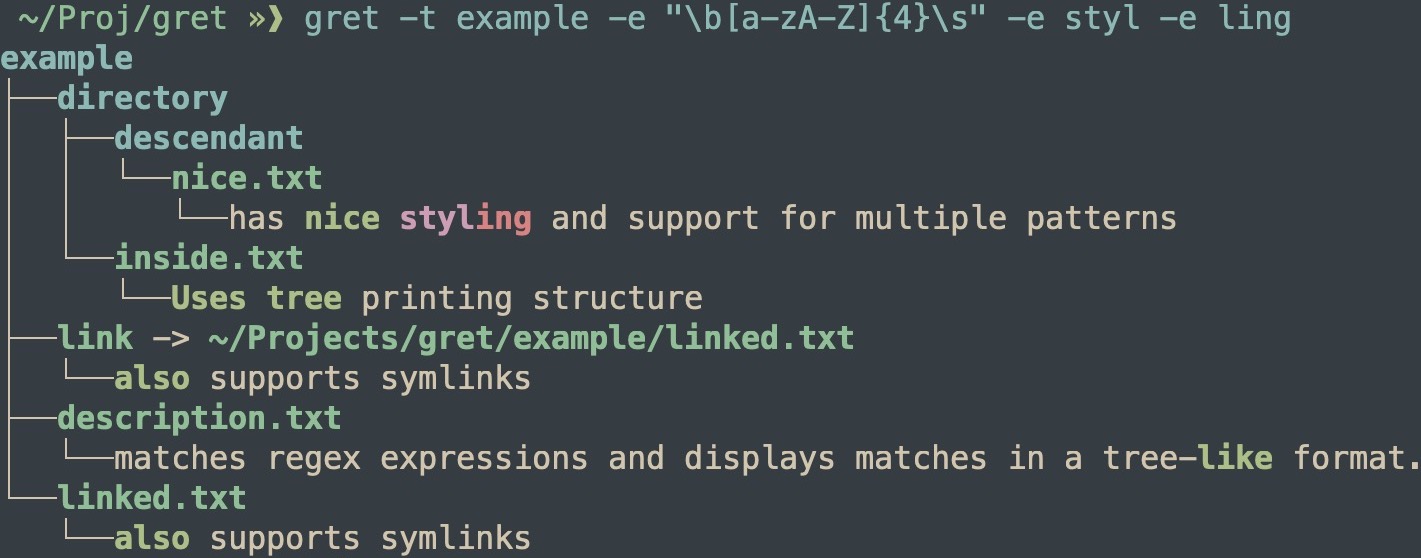 ~/Proj/gret »❯ gret -t example -e "\b[a-zA-Z]{4}\s" -e styl -e ling
example
├──directory
│  ├──descendant
│  │  └──nice.txt
│  │     └──has nice styling and support for multiple patterns
│  └──inside.txt
│     └──Uses tree printing structure
├──link -> ~/Projects/gret/example/linked.txt
│  └──also supports symlinks
├──description.txt
│  └──matches regex expressions and displays matches in a tree-like format.
└──linked.txt
   └──also supports symlinks